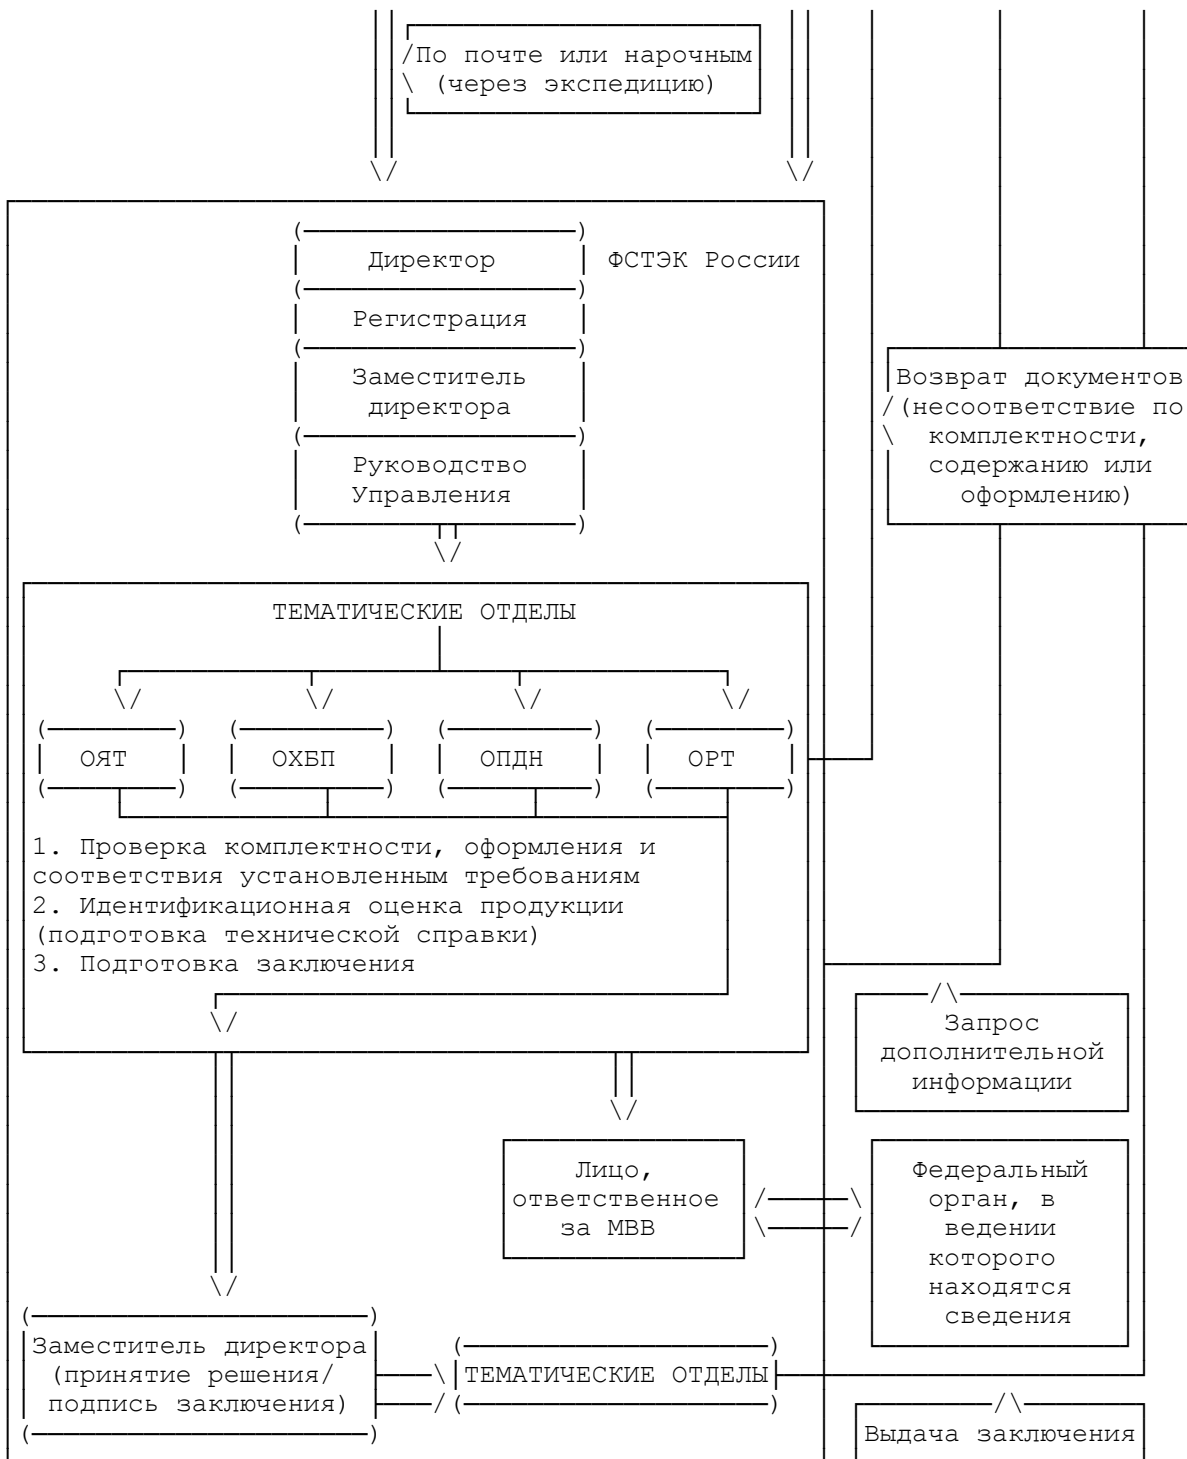 По почте или нарочным
(через экспедицию)
Директор
ФСТЭК России
Регистрация
Заместитель
директора
Руководство
Управления
Возврат документов
(несоответствие по
комплектности,
содержанию или
оформлению)
ТЕМАТИЧЕСКИЕ ОТДЕЛЫ
ОЯТ
ОХБП
ОПДН
ОРТ
1. Проверка комплектности, оформления и
соответствия установленным требованиям
2. Идентификационная оценка продукции
(подготовка технической справки)
3. Подготовка заключения
Запрос
дополнительной
информации
Лицо,
ответственное
за МВВ
Федеральный
орган, в
ведении
которого
находятся
сведения
Заместитель директора
(принятие решения/
подпись заключения)
ТЕМАТИЧЕСКИЕ ОТДЕЛЫ
Выдача заключения